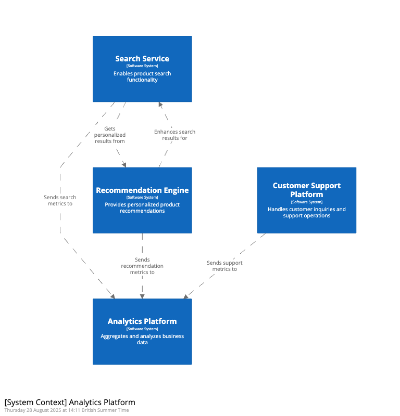 Search Service
[Software System]
Enables product search
functionality
Gets
personalized
results from
Enhances search
results for
Sends search
metrics to
Recommendation Engine
[Software System]
Provides personalized product
recommendations
Customer Support
Platform
[Software System]
Handles customer inquiries and
support operations
Sends
recommendation
metrics to
Sends support
metrics to
Analytics Platform
[Software System]
Aggregates and analyzes business
data
[System Context] Analytics Platform
Thursday 28 August 2025 at 14:11 British Summer Time